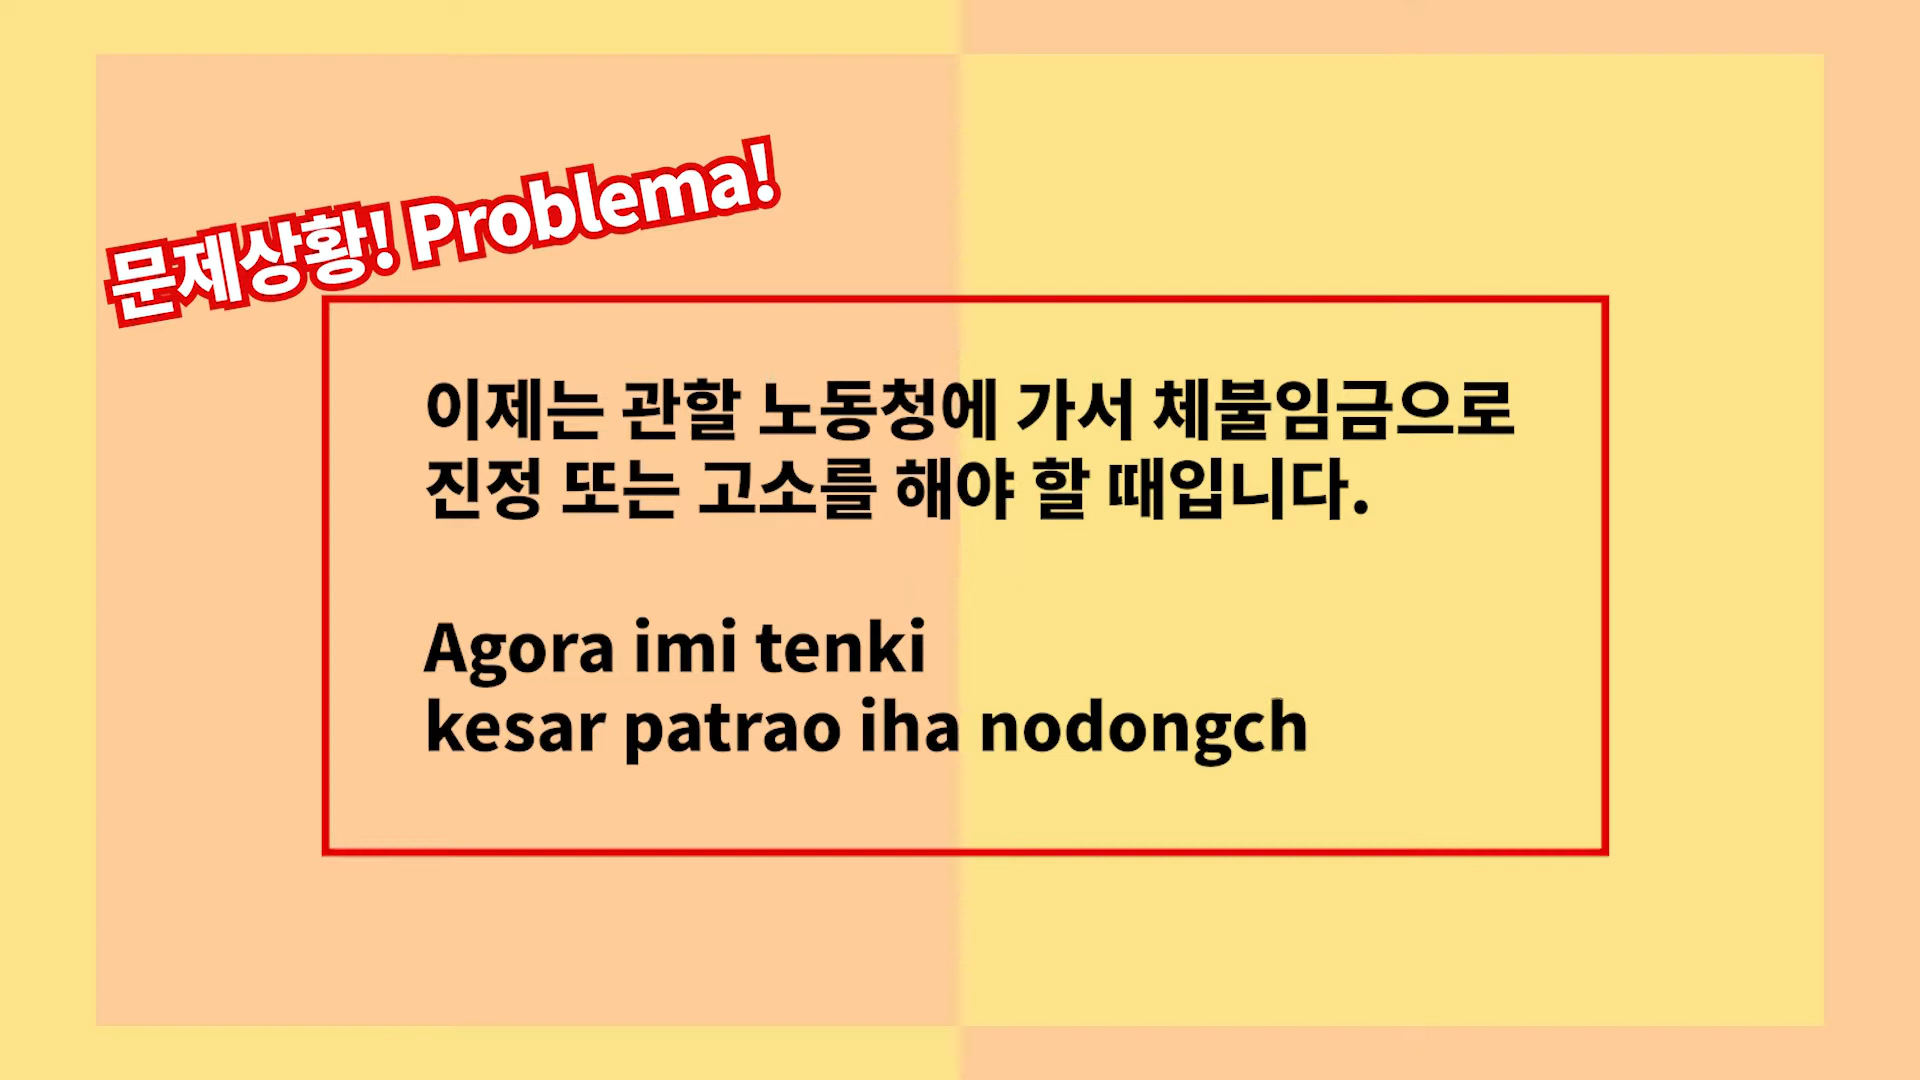 문제상황! Problema!
이제는 관할 노동청에 가서 체불임금으로
진정 또는 고소를 해야 할 때입니다.
Agora imi tenki
kesar patrao iha nodongch